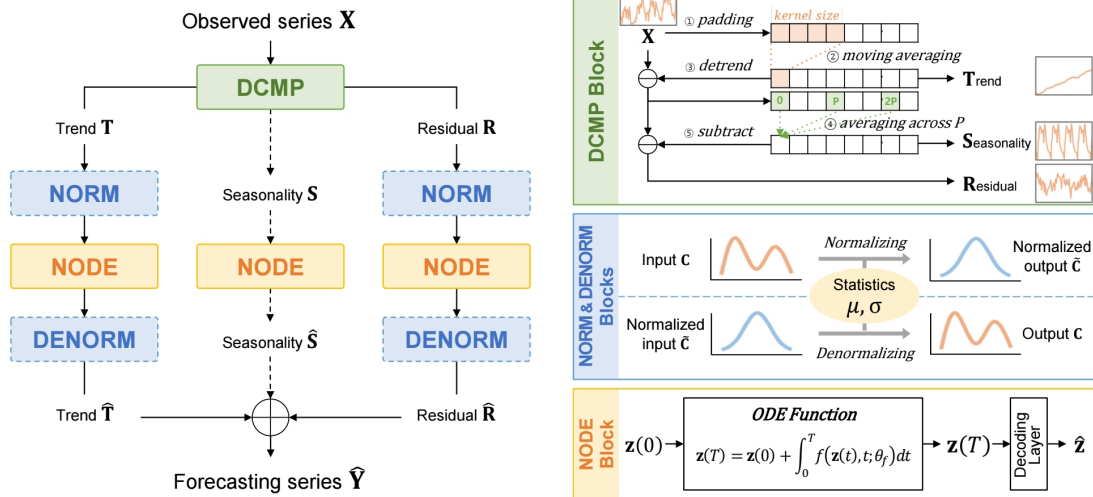 Observed series X
DCMP
Trend T
Residual R
NORM
Seasonality S
NORM
NODE
NODE
NODE
DENORM
Seasonality Ŝ
DENORM
Trend T̂
Residual R̂
Forecasting series Ŷ
DCMP Block
X
① padding
kernel size
② moving averaging
③ detrend
Trend
0
P
2P
④ averaging across P
⑤ subtract
Seasonality
Residual
NORM & DENORM
Blocks
Input C
Normalizing
Normalized
output C̃
Statistics
μ, σ
Normalized
input C̃
Denormalizing
Output C
NODE
Block
z(0)
ODE Function
z(T) = z(0) + ∫₀ᵀ f(z(t), t; θ_f)dt
z(T)
Decoding
Layer
ẑ